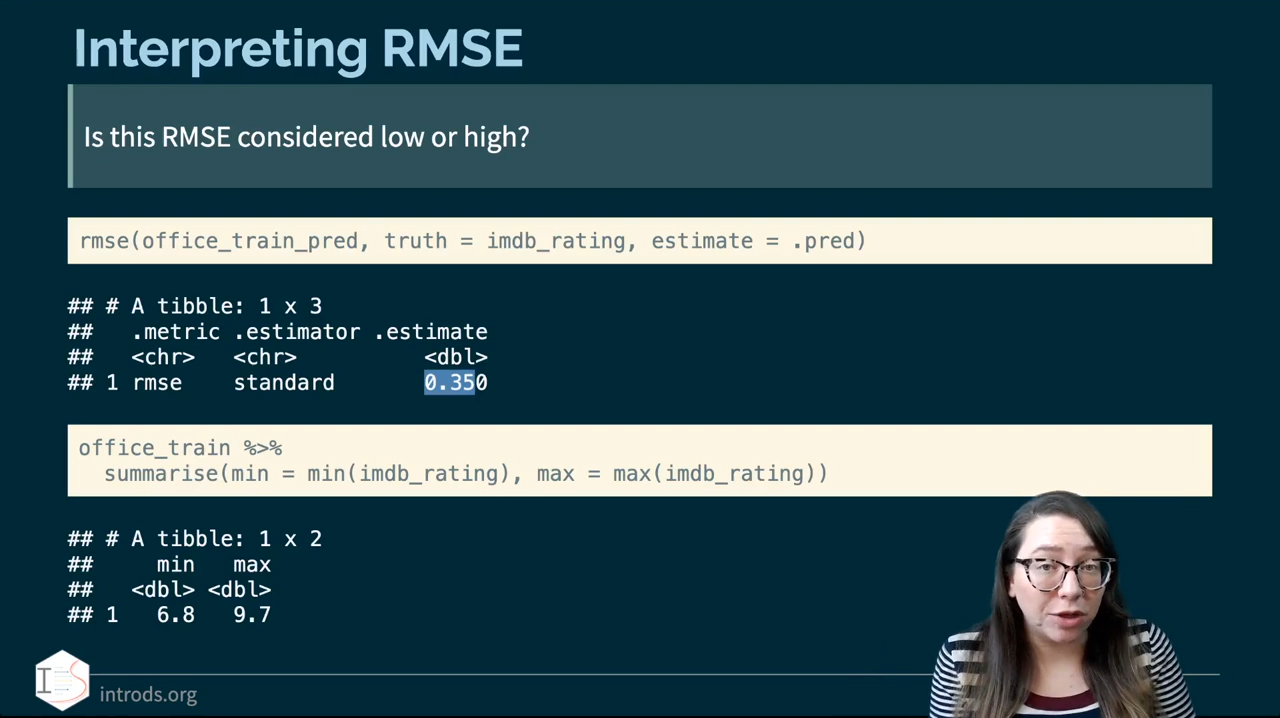 Interpreting RMSE
Is this RMSE considered low or high?
rmse(office_train_pred, truth = imdb_rating, estimate = .pred)
## # A tibble: 1 x 3
##   .metric .estimator .estimate
##   <chr>   <chr>          <dbl>
## 1 rmse    standard       0.350
office_train %>%
  summarise(min = min(imdb_rating), max = max(imdb_rating))
## # A tibble: 1 x 2
##     min   max
##   <dbl> <dbl>
## 1   6.8   9.7
I S
introds.org